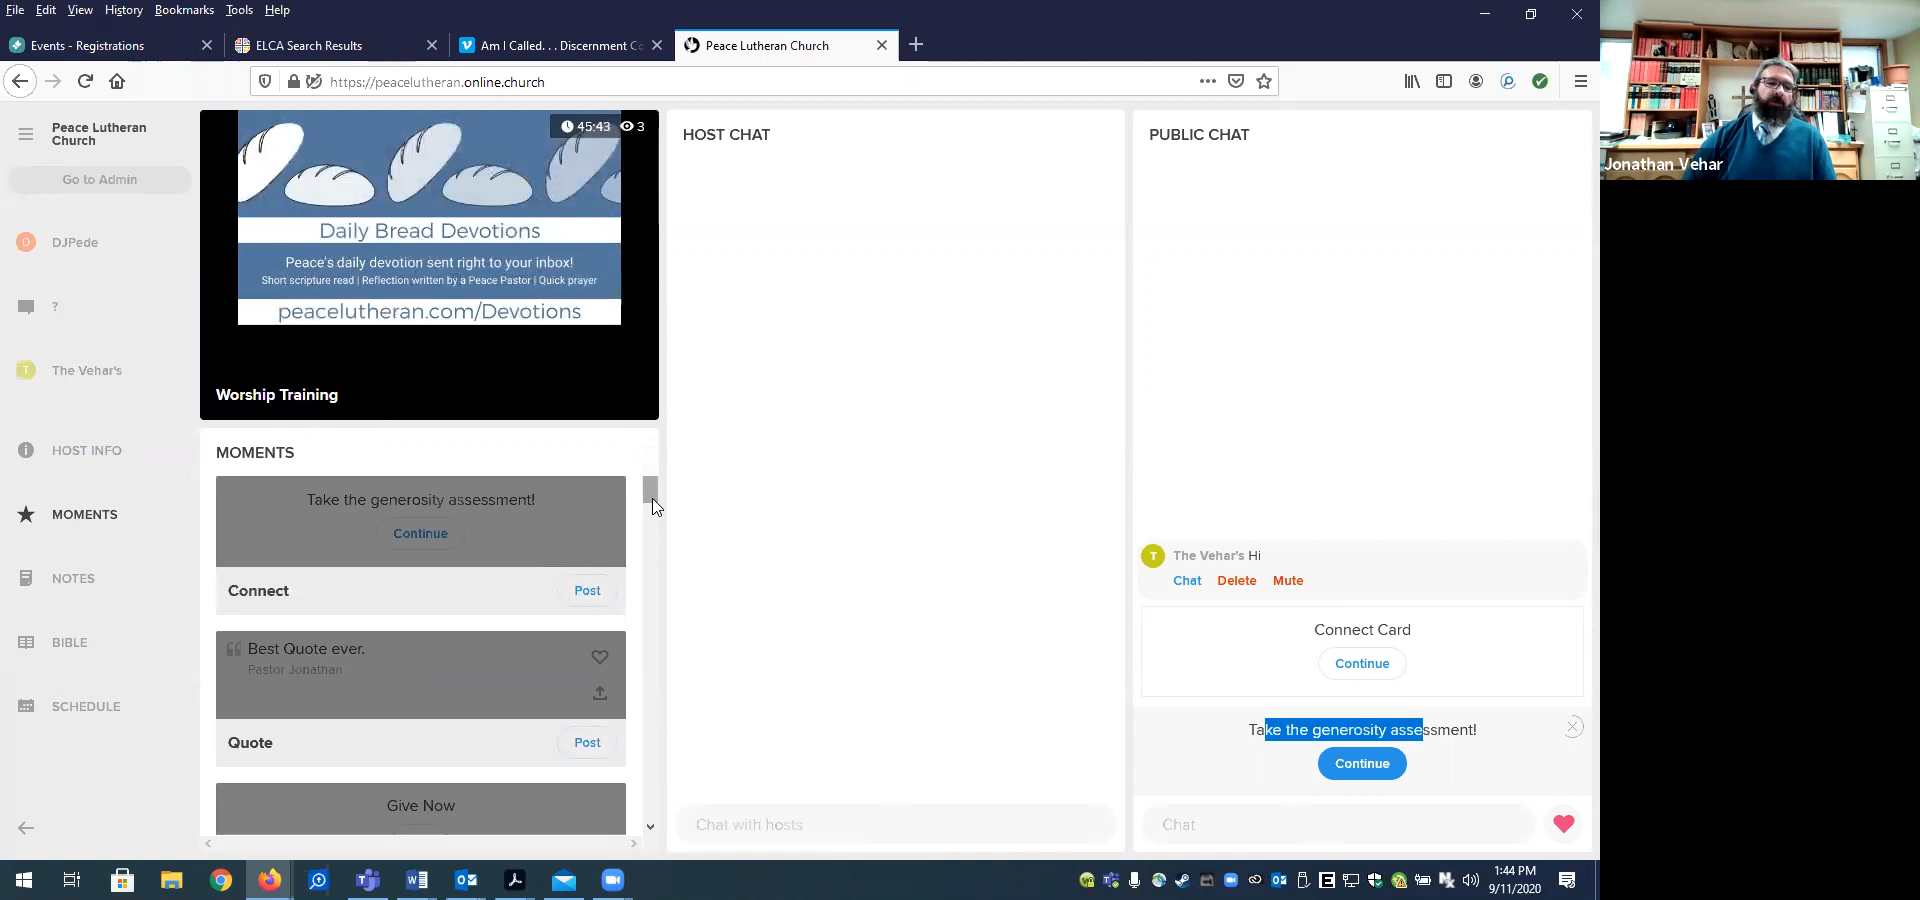 File Edit View History Bookmarks Tools Help
Events - Registrations
ELCA Search Results
Am I Called. . . Discernment Co
Peace Lutheran Church
https://peacelutheran.online.church
Peace Lutheran
Church
Go to Admin
D DJPede
?
T The Vehar's
HOST INFO
MOMENTS
NOTES
BIBLE
SCHEDULE
45:43 3
Daily Bread Devotions
Peace's daily devotion sent right to your inbox!
Short scripture read | Reflection written by a Peace Pastor | Quick prayer
peacelutheran.com/Devotions
Worship Training
MOMENTS
Take the generosity assessment!
Continue
Connect Post
Best Quote ever.
Pastor Jonathan
Quote Post
Give Now
HOST CHAT
Chat with hosts
PUBLIC CHAT
T The Vehar's Hi
Chat Delete Mute
Connect Card
Continue
Take the generosity assessment!
Continue
Chat
Jonathan Vehar
1:44 PM
9/11/2020